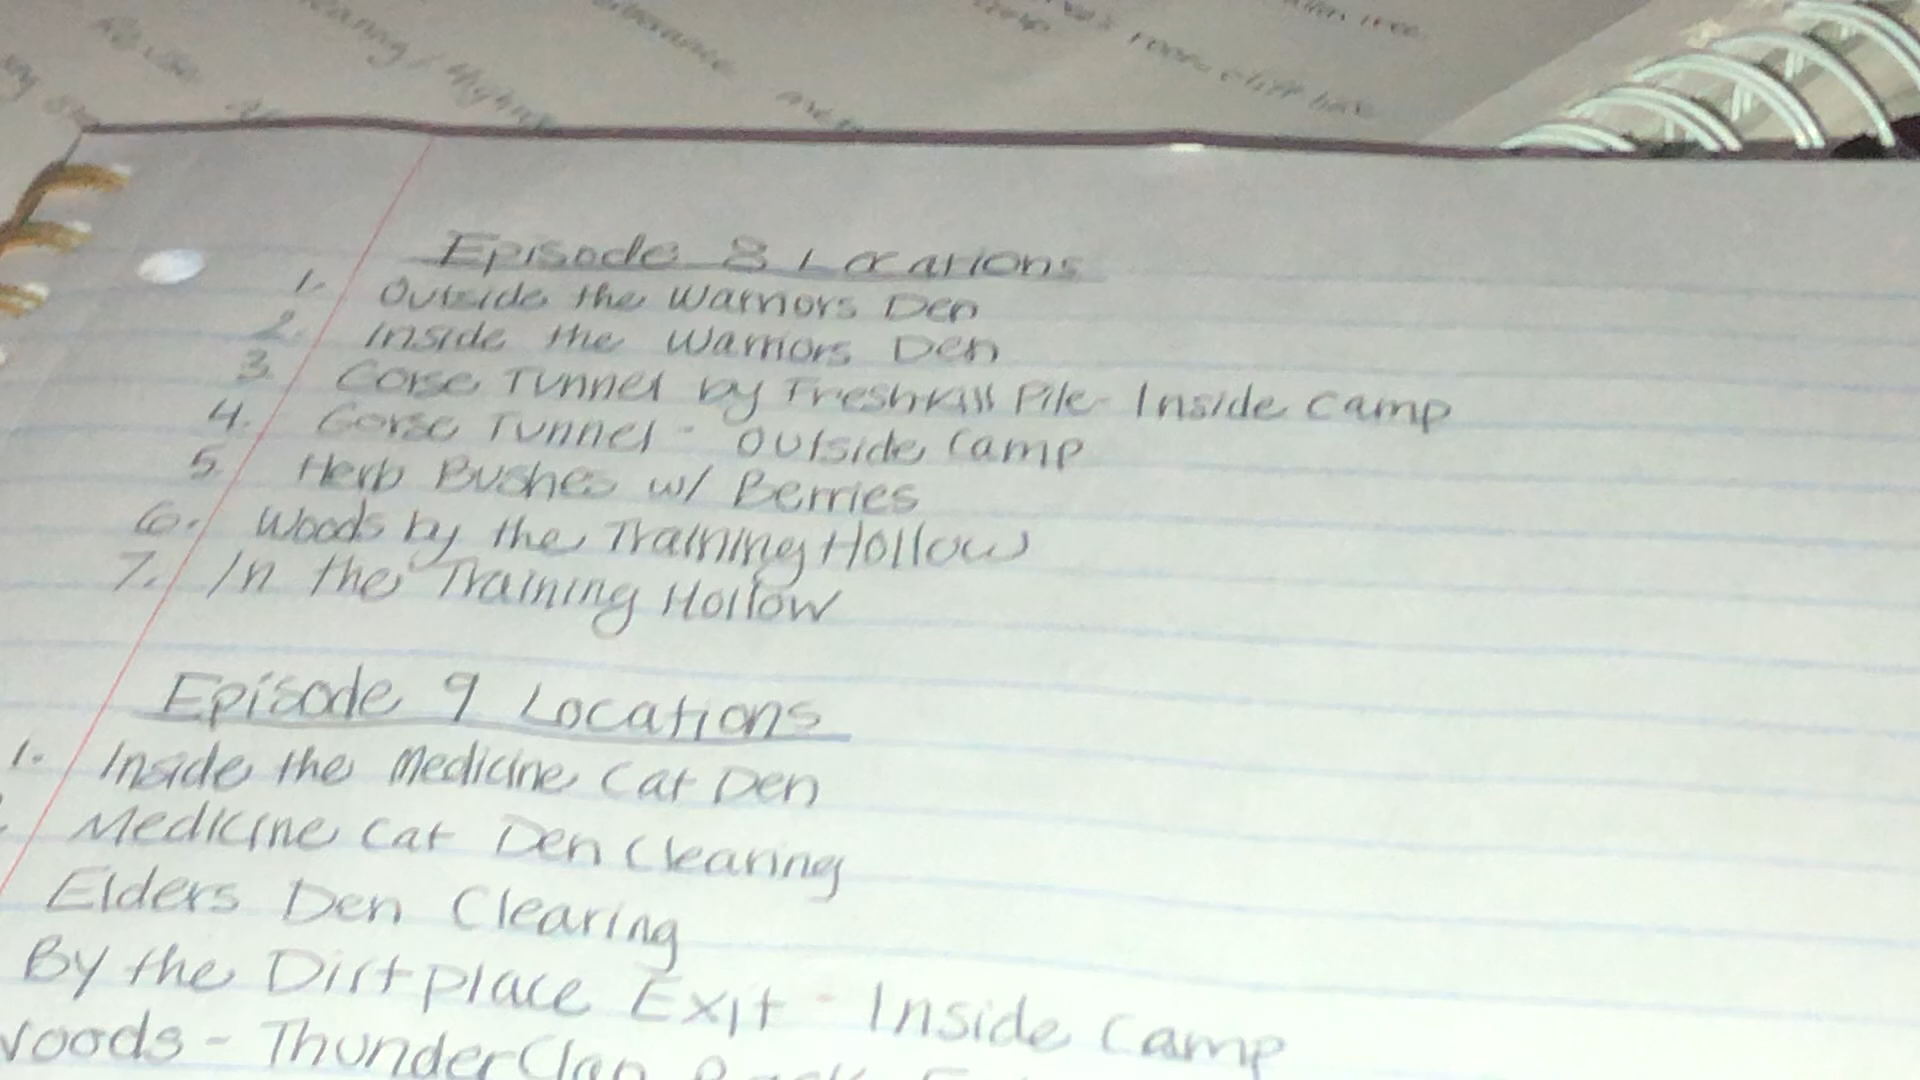 Episode 8 Locations
1. Outside the Warriors Den
2. Inside the Warriors Den
3. Gorse Tunnel by Freshkill Pile - Inside Camp
4. Gorse Tunnel - Outside Camp
5. Herb Bushes w/ Berries
6. Woods by the Training Hollow
7. In the Training Hollow
Episode 9 Locations
1. Inside the Medicine Cat Den
Medicine Cat Den Clearing
Elders Den Clearing
By the Dirtplace Exit - Inside Camp
Woods - ThunderClan